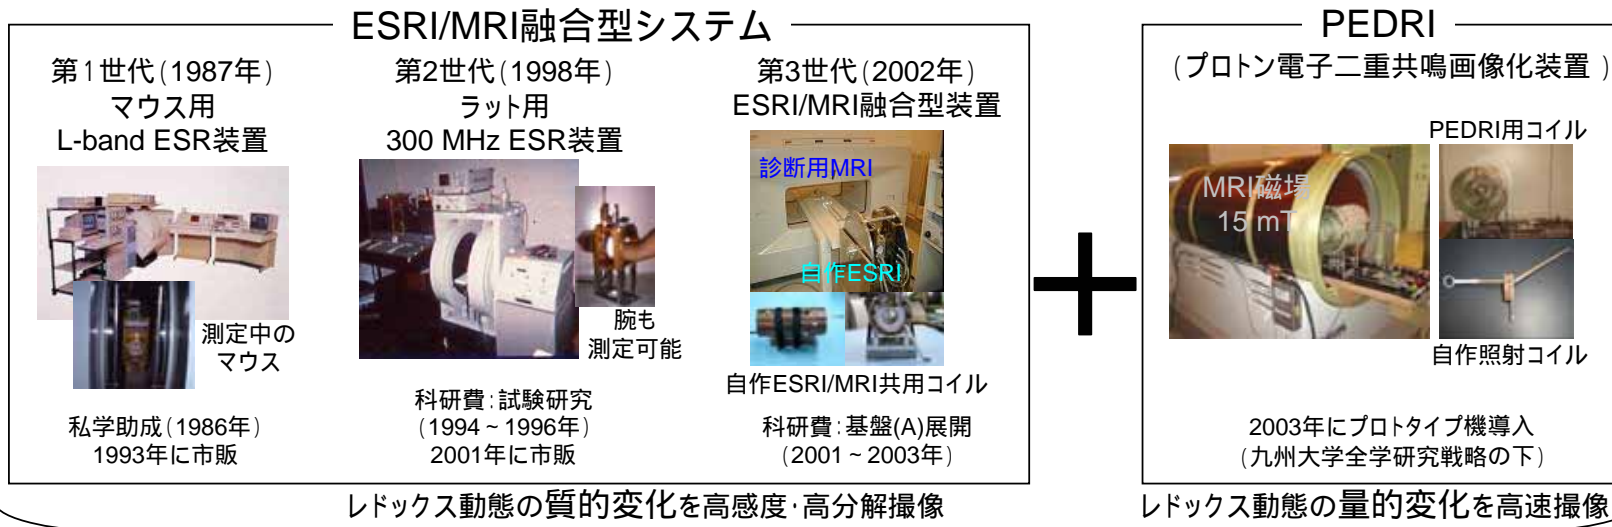 ESRI/MRI融合型システム
第1世代(1987年)
マウス用
L-band ESR装置
測定中の
マウス
私学助成(1986年)
1993年に市販
第2世代(1998年)
ラット用
300 MHz ESR装置
腕も
測定可能
科研費:試験研究
(1994~1996年)
2001年に市販
第3世代(2002年)
ESRI/MRI融合型装置
診断用MRI
自作ESRI
自作ESRI/MRI共用コイル
科研費:基盤(A)展開
(2001~2003年)
レドックス動態の質的変化を高感度・高分解撮像
PEDRI
(プロトン電子二重共鳴画像化装置)
MRI磁場
15 mT
PEDRI用コイル
自作照射コイル
2003年にプロトタイプ機導入
(九州大学全学研究戦略の下)
レドックス動態の量的変化を高速撮像